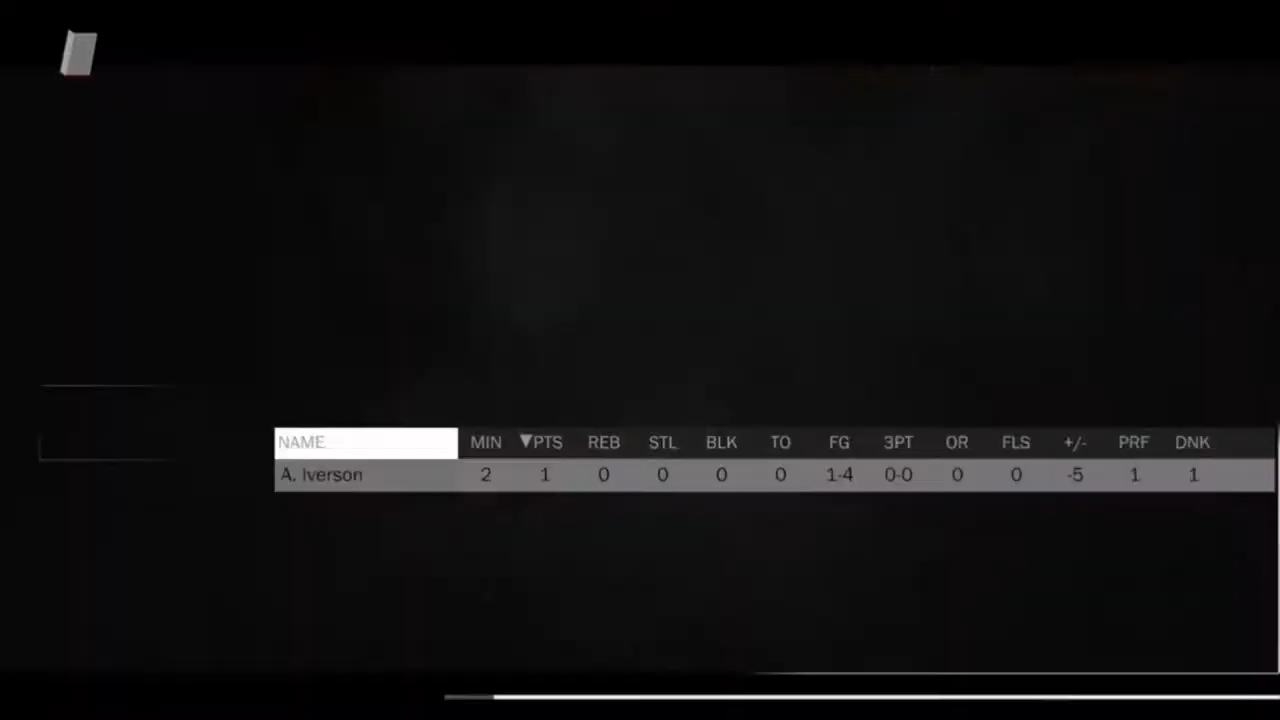 NAME MIN ▼PTS REB STL BLK TO FG 3PT OR FLS +/- PRF DNK
A. Iverson 2 1 0 0 0 0 1-4 0-0 0 0 -5 1 1